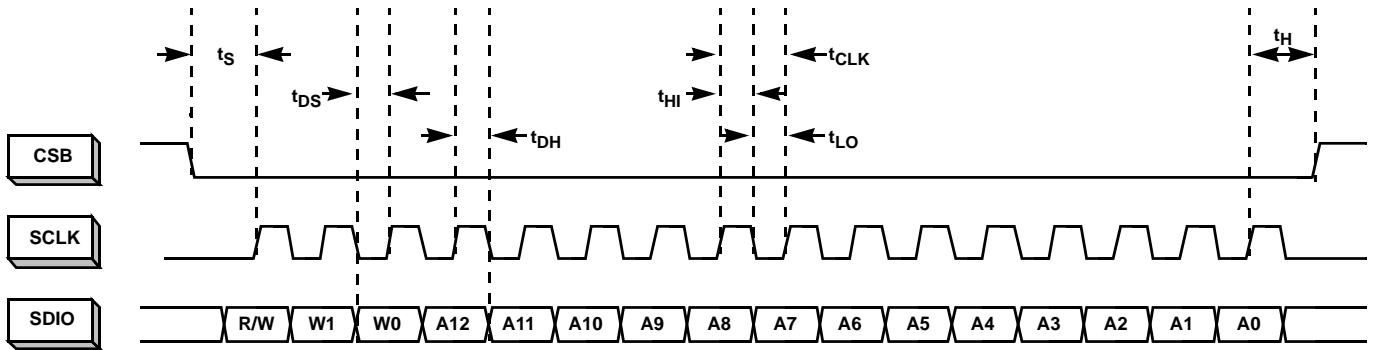 tS
tDS
tDH
tHI
tCLK
tLO
tH
CSB
SCLK
SDIO
R/W W1 W0 A12 A11 A10 A9 A8 A7 A6 A5 A4 A3 A2 A1 A0